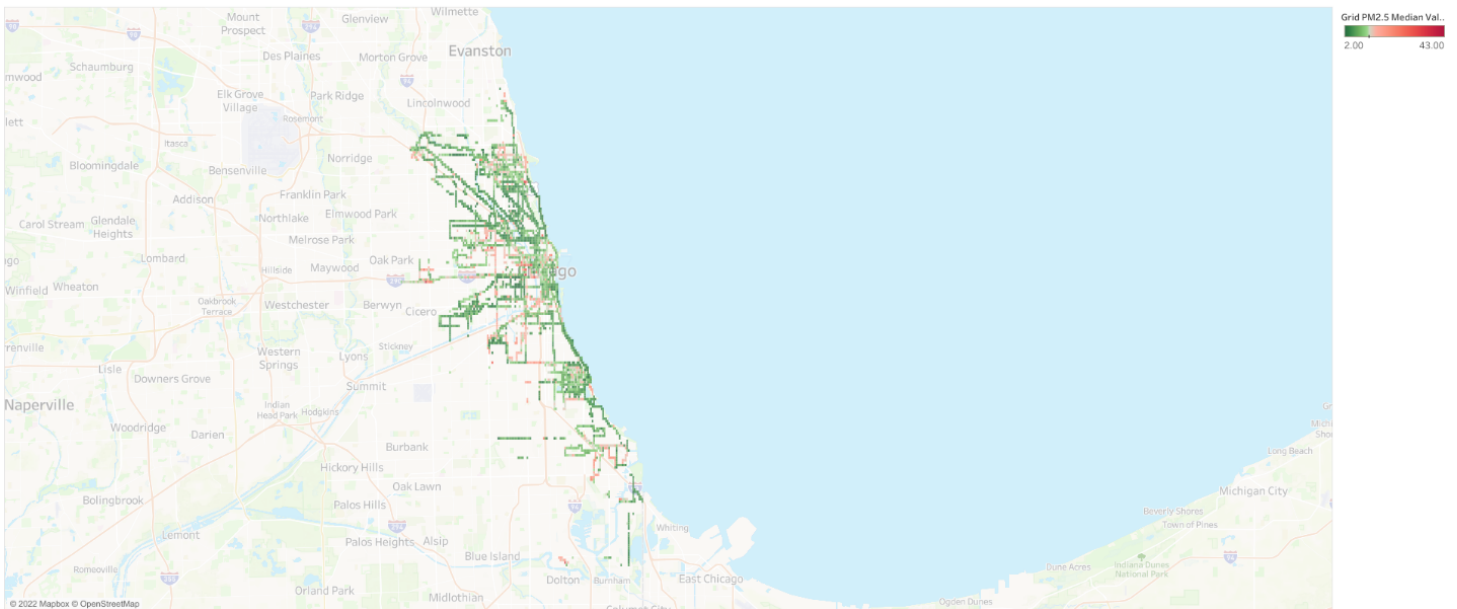 Grid PM2.5 Median Val..
2.00 43.00
Wilmette
Mount
Prospect
Glenview
Evanston
Des Plaines
Morton Grove
Schaumburg
mwood
Elk Grove
Village
Park Ridge
Lincolnwood
Rosemont
lett
Itasca
Norridge
Bloomingdale
Bensenville
Franklin Park
Addison
Northlake
Elmwood Park
Carol Stream
Glendale
Heights
Melrose Park
Lombard
Oak Park
Hillside
Maywood
ago
Winfield
Wheaton
Oakbrook
Terrace
Westchester
Berwyn
Cicero
Stickney
rrenville
Western
Springs
Lyons
Lisle
Downers Grove
Summit
Naperville
Indian
Head Park
Hodgkins
Woodridge
Darien
Burbank
Long Beach
Hickory Hills
Oak Lawn
Bolingbrook
Palos Hills
Michigan City
Beverly Shores
Town of Pines
Lemont
Palos Heights
Alsip
Whiting
Blue Island
Romeoville
Dolton
Burnham
East Chicago
Dune Acres
Indiana Dunes
National Park
Orland Park
Midlothian
Ogden Dunes
© 2022 Mapbox © OpenStreetMap